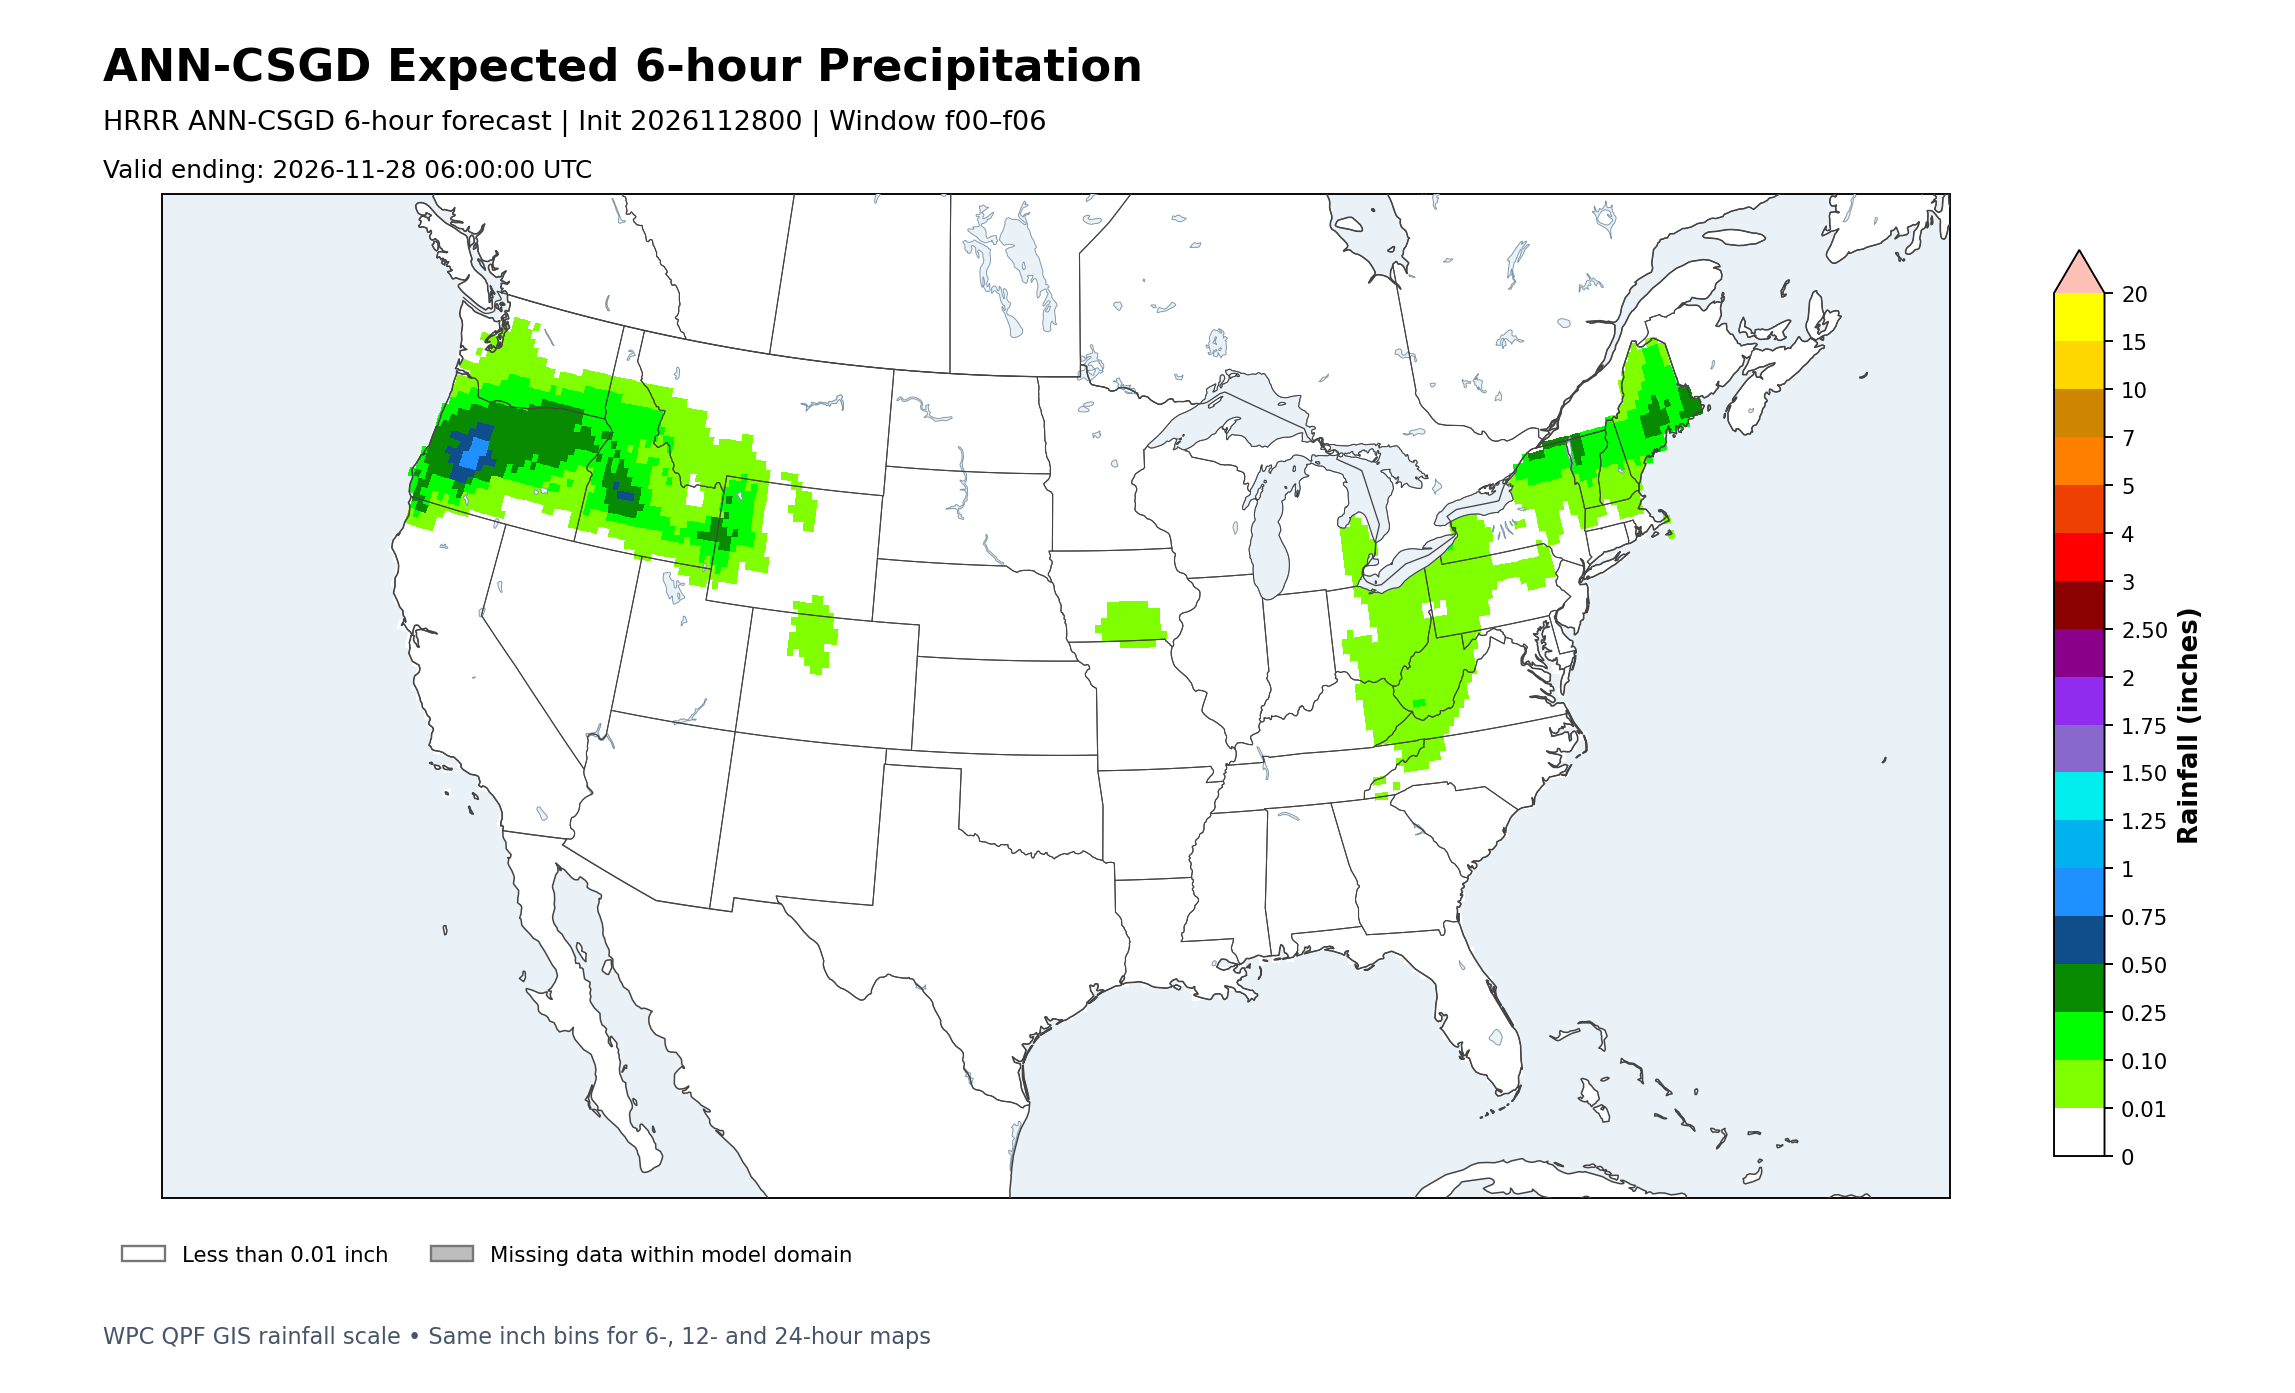 ANN-CSGD Expected 6-hour Precipitation
HRRR ANN-CSGD 6-hour forecast | Init 2026112800 | Window f00–f06
Valid ending: 2026-11-28 06:00:00 UTC
20
15
10
7
5
4
3
2.50
2
1.75
1.50
1.25
1
0.75
0.50
0.25
0.10
0.01
0
Rainfall (inches)
Less than 0.01 inch
Missing data within model domain
WPC QPF GIS rainfall scale • Same inch bins for 6-, 12- and 24-hour maps